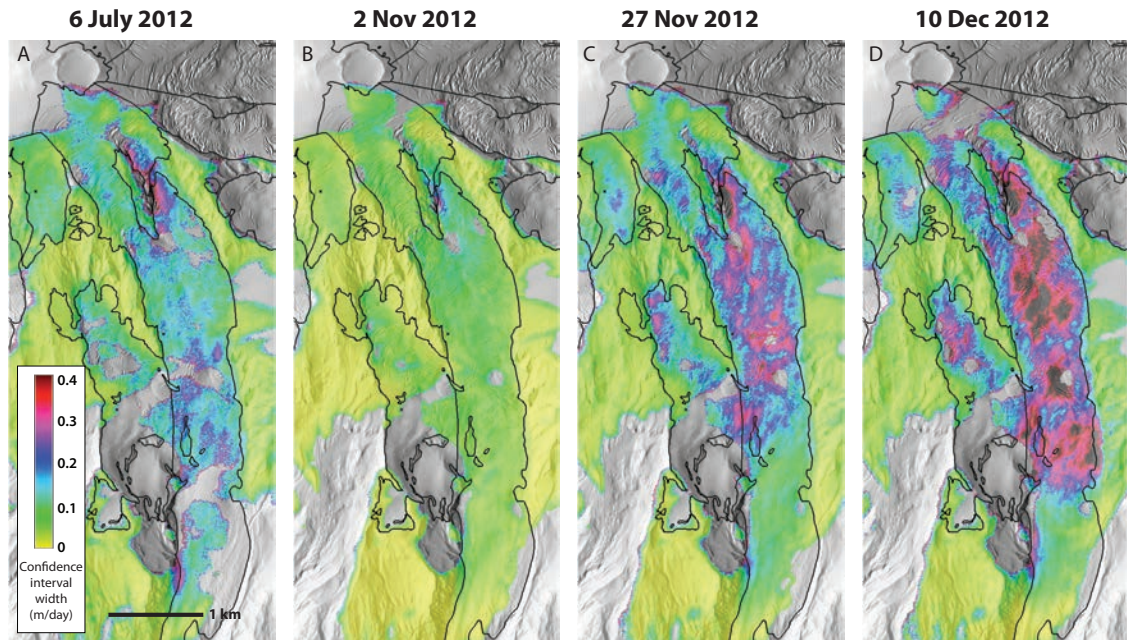 6 July 2012
2 Nov 2012
27 Nov 2012
10 Dec 2012
A
B
C
D
0.4
0.3
0.2
0.1
0
Confidence
interval
width
(m/day)
1 km